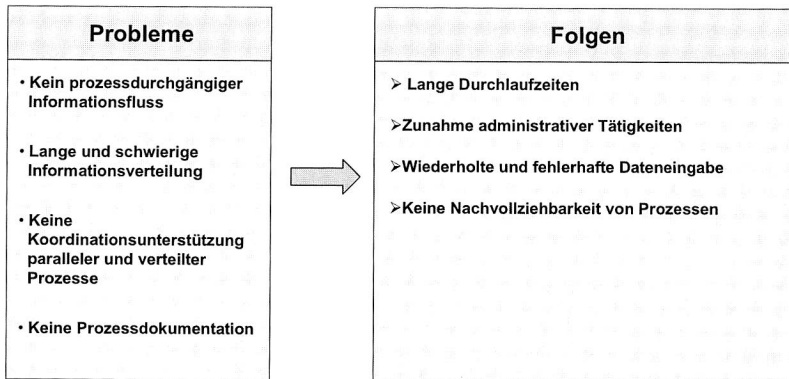 Probleme
• Kein prozessdurchgängiger
Informationsfluss
• Lange und schwierige
Informationsverteilung
• Keine
Koordinationsunterstützung
paralleler und verteilter
Prozesse
• Keine Prozessdokumentation
Folgen
➢ Lange Durchlaufzeiten
➢Zunahme administrativer Tätigkeiten
➢Wiederholte und fehlerhafte Dateneingabe
➢Keine Nachvollziehbarkeit von Prozessen